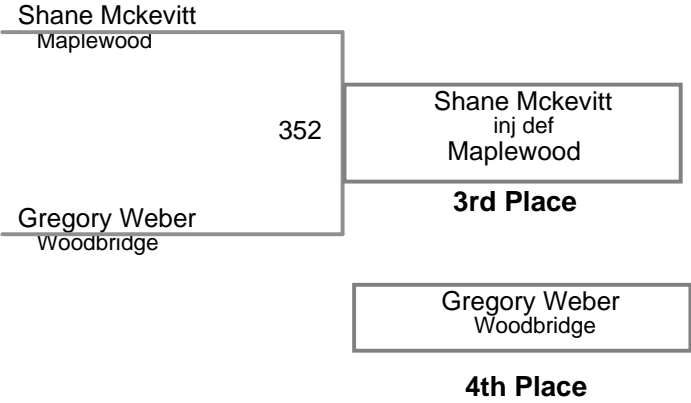 Shane Mckevitt
Maplewood
352
Shane Mckevitt
inj def
Maplewood
3rd Place
Gregory Weber
Woodbridge
Gregory Weber
Woodbridge
4th Place